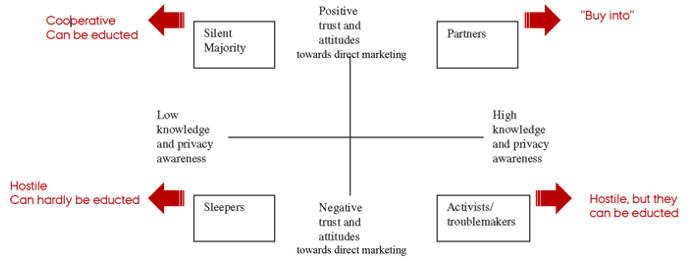 Cooperative
Can be educted
Silent
Majority
Positive
trust and
attitudes
towards direct marketing
Partners
"Buy into"
Low
knowledge
and privacy
awareness
High
knowledge
and privacy
awareness
Hostile
Can hardly be educted
Sleepers
Negative
trust and
attitudes
towards direct marketing
Activists/
troublemakers
Hostile, but they
can be educted